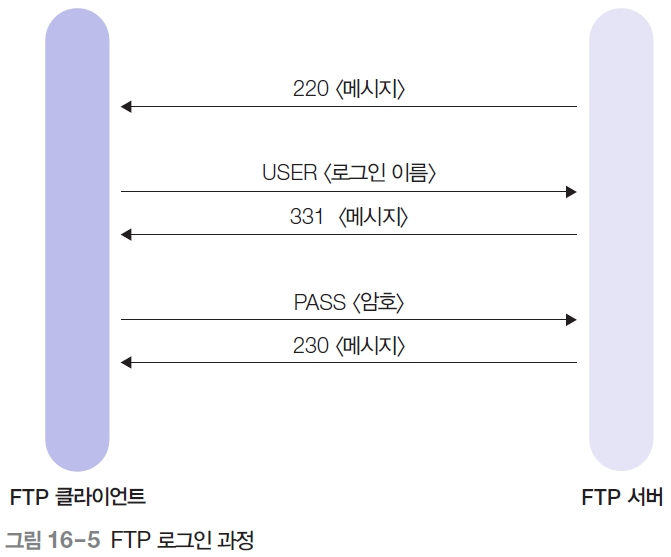 220 〈메시지〉
USER 〈로그인 이름〉
331 〈메시지〉
PASS 〈암호〉
230 〈메시지〉
FTP 클라이언트
FTP 서버
그림 16-5 FTP 로그인 과정